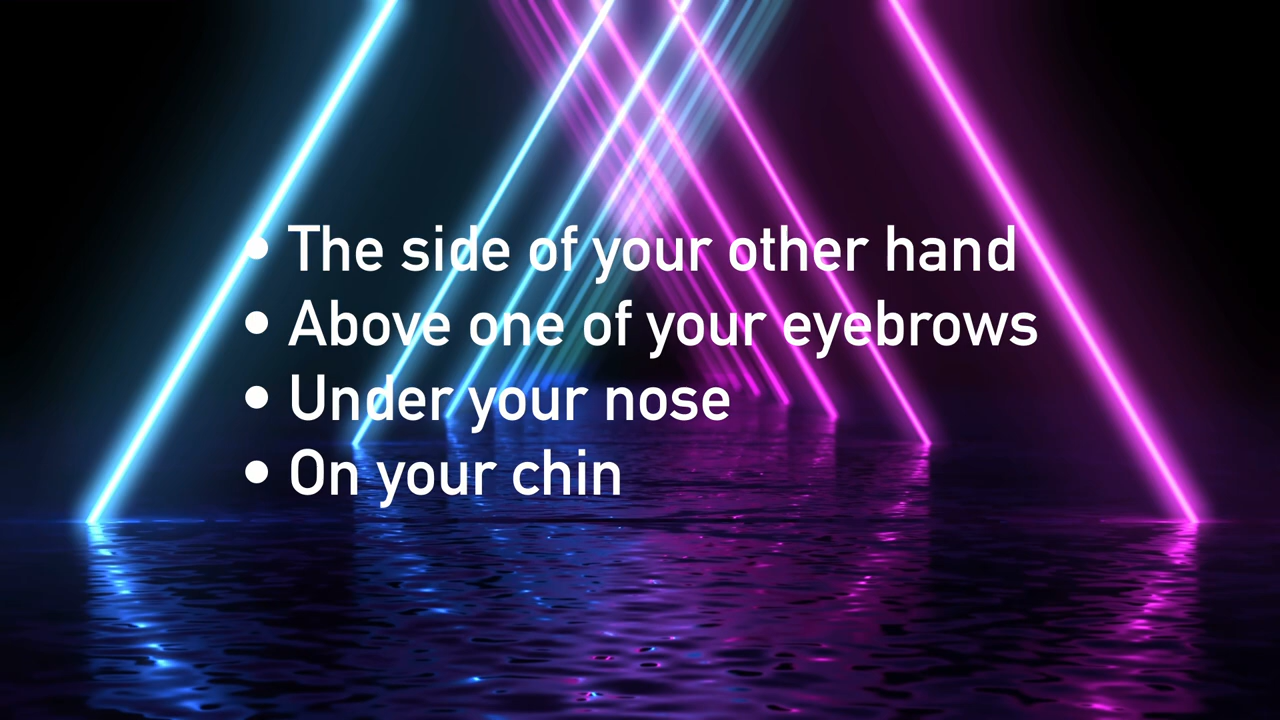 • The side of your other hand
• Above one of your eyebrows
• Under your nose
• On your chin